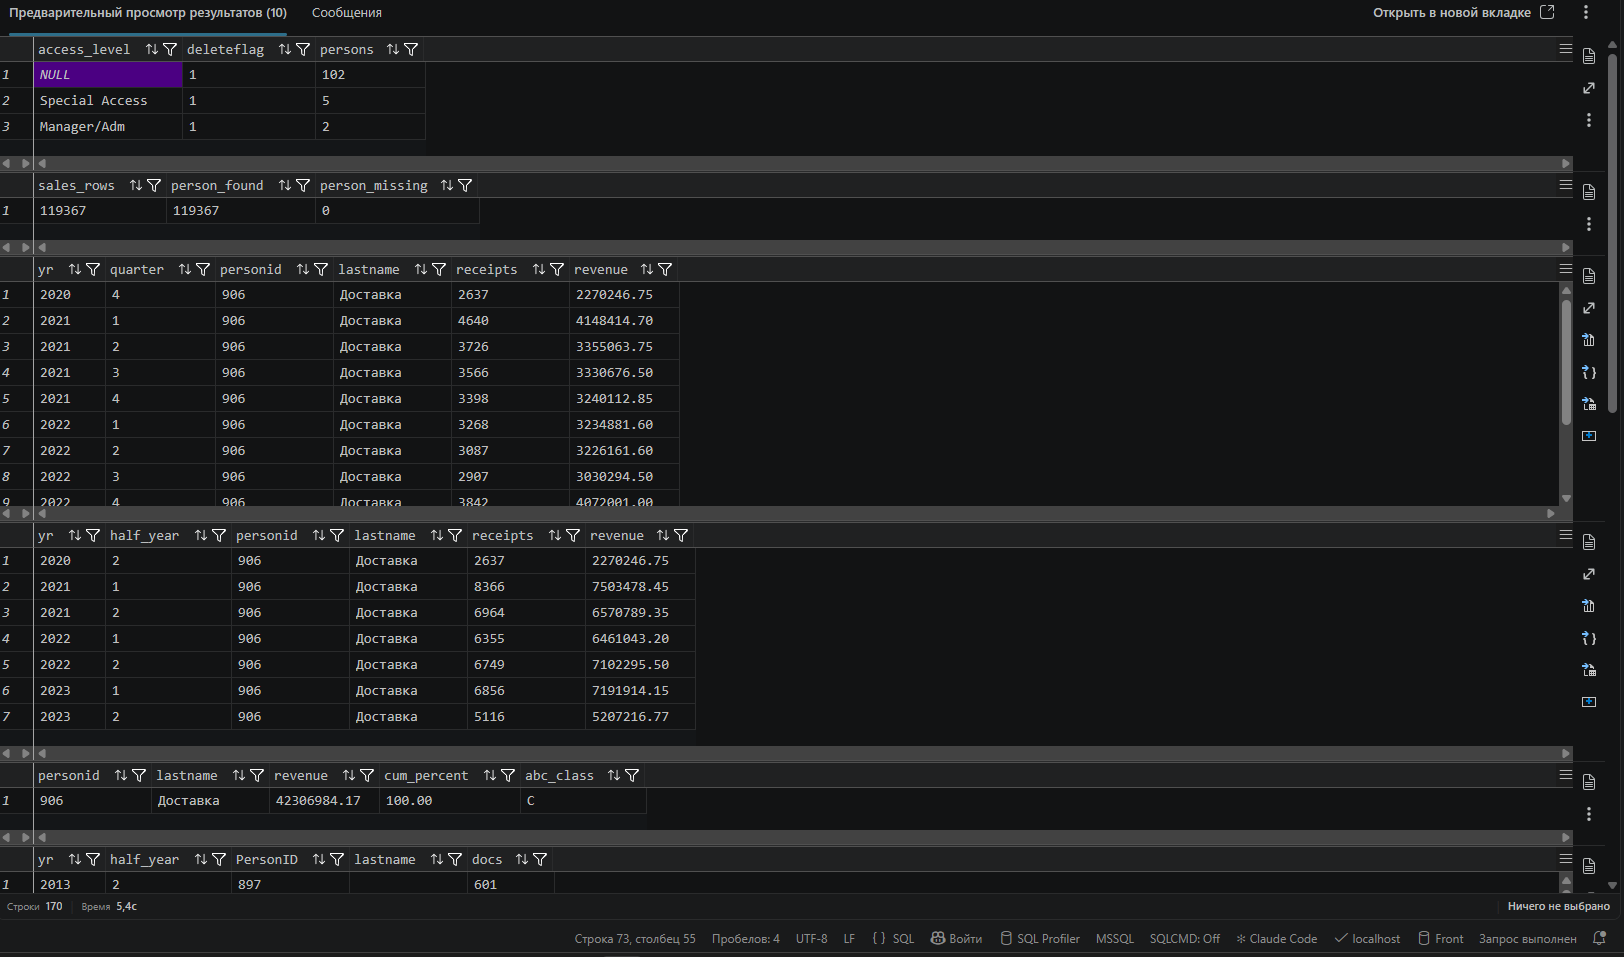 Предварительный просмотр результатов (10) Сообщения Открыть в новой вкладке
access_level deleteflag persons
1 NULL 1 102
2 Special Access 1 5
3 Manager/Adm 1 2
sales_rows person_found person_missing
1 119367 119367 0
yr quarter personid lastname receipts revenue
1 2020 4 906 Доставка 2637 2270246.75
2 2021 1 906 Доставка 4640 4148414.70
3 2021 2 906 Доставка 3726 3355063.75
4 2021 3 906 Доставка 3566 3330676.50
5 2021 4 906 Доставка 3398 3240112.85
6 2022 1 906 Доставка 3268 3234881.60
7 2022 2 906 Доставка 3087 3226161.60
8 2022 3 906 Доставка 2907 3030294.50
9 2022 4 906 Доставка 3842 4072001.00
yr half_year personid lastname receipts revenue
1 2020 2 906 Доставка 2637 2270246.75
2 2021 1 906 Доставка 8366 7503478.45
3 2021 2 906 Доставка 6964 6570789.35
4 2022 1 906 Доставка 6355 6461043.20
5 2022 2 906 Доставка 6749 7102295.50
6 2023 1 906 Доставка 6856 7191914.15
7 2023 2 906 Доставка 5116 5207216.77
personid lastname revenue cum_percent abc_class
1 906 Доставка 42306984.17 100.00 C
yr half_year PersonID lastname docs
1 2013 2 897 601
Строки 170 Время 5,4с Ничего не выбрано
Строка 73, столбец 55 Пробелов: 4 UTF-8 LF { } SQL Войти SQL Profiler MSSQL SQLCMD: Off Claude Code localhost Front Запрос выполнен